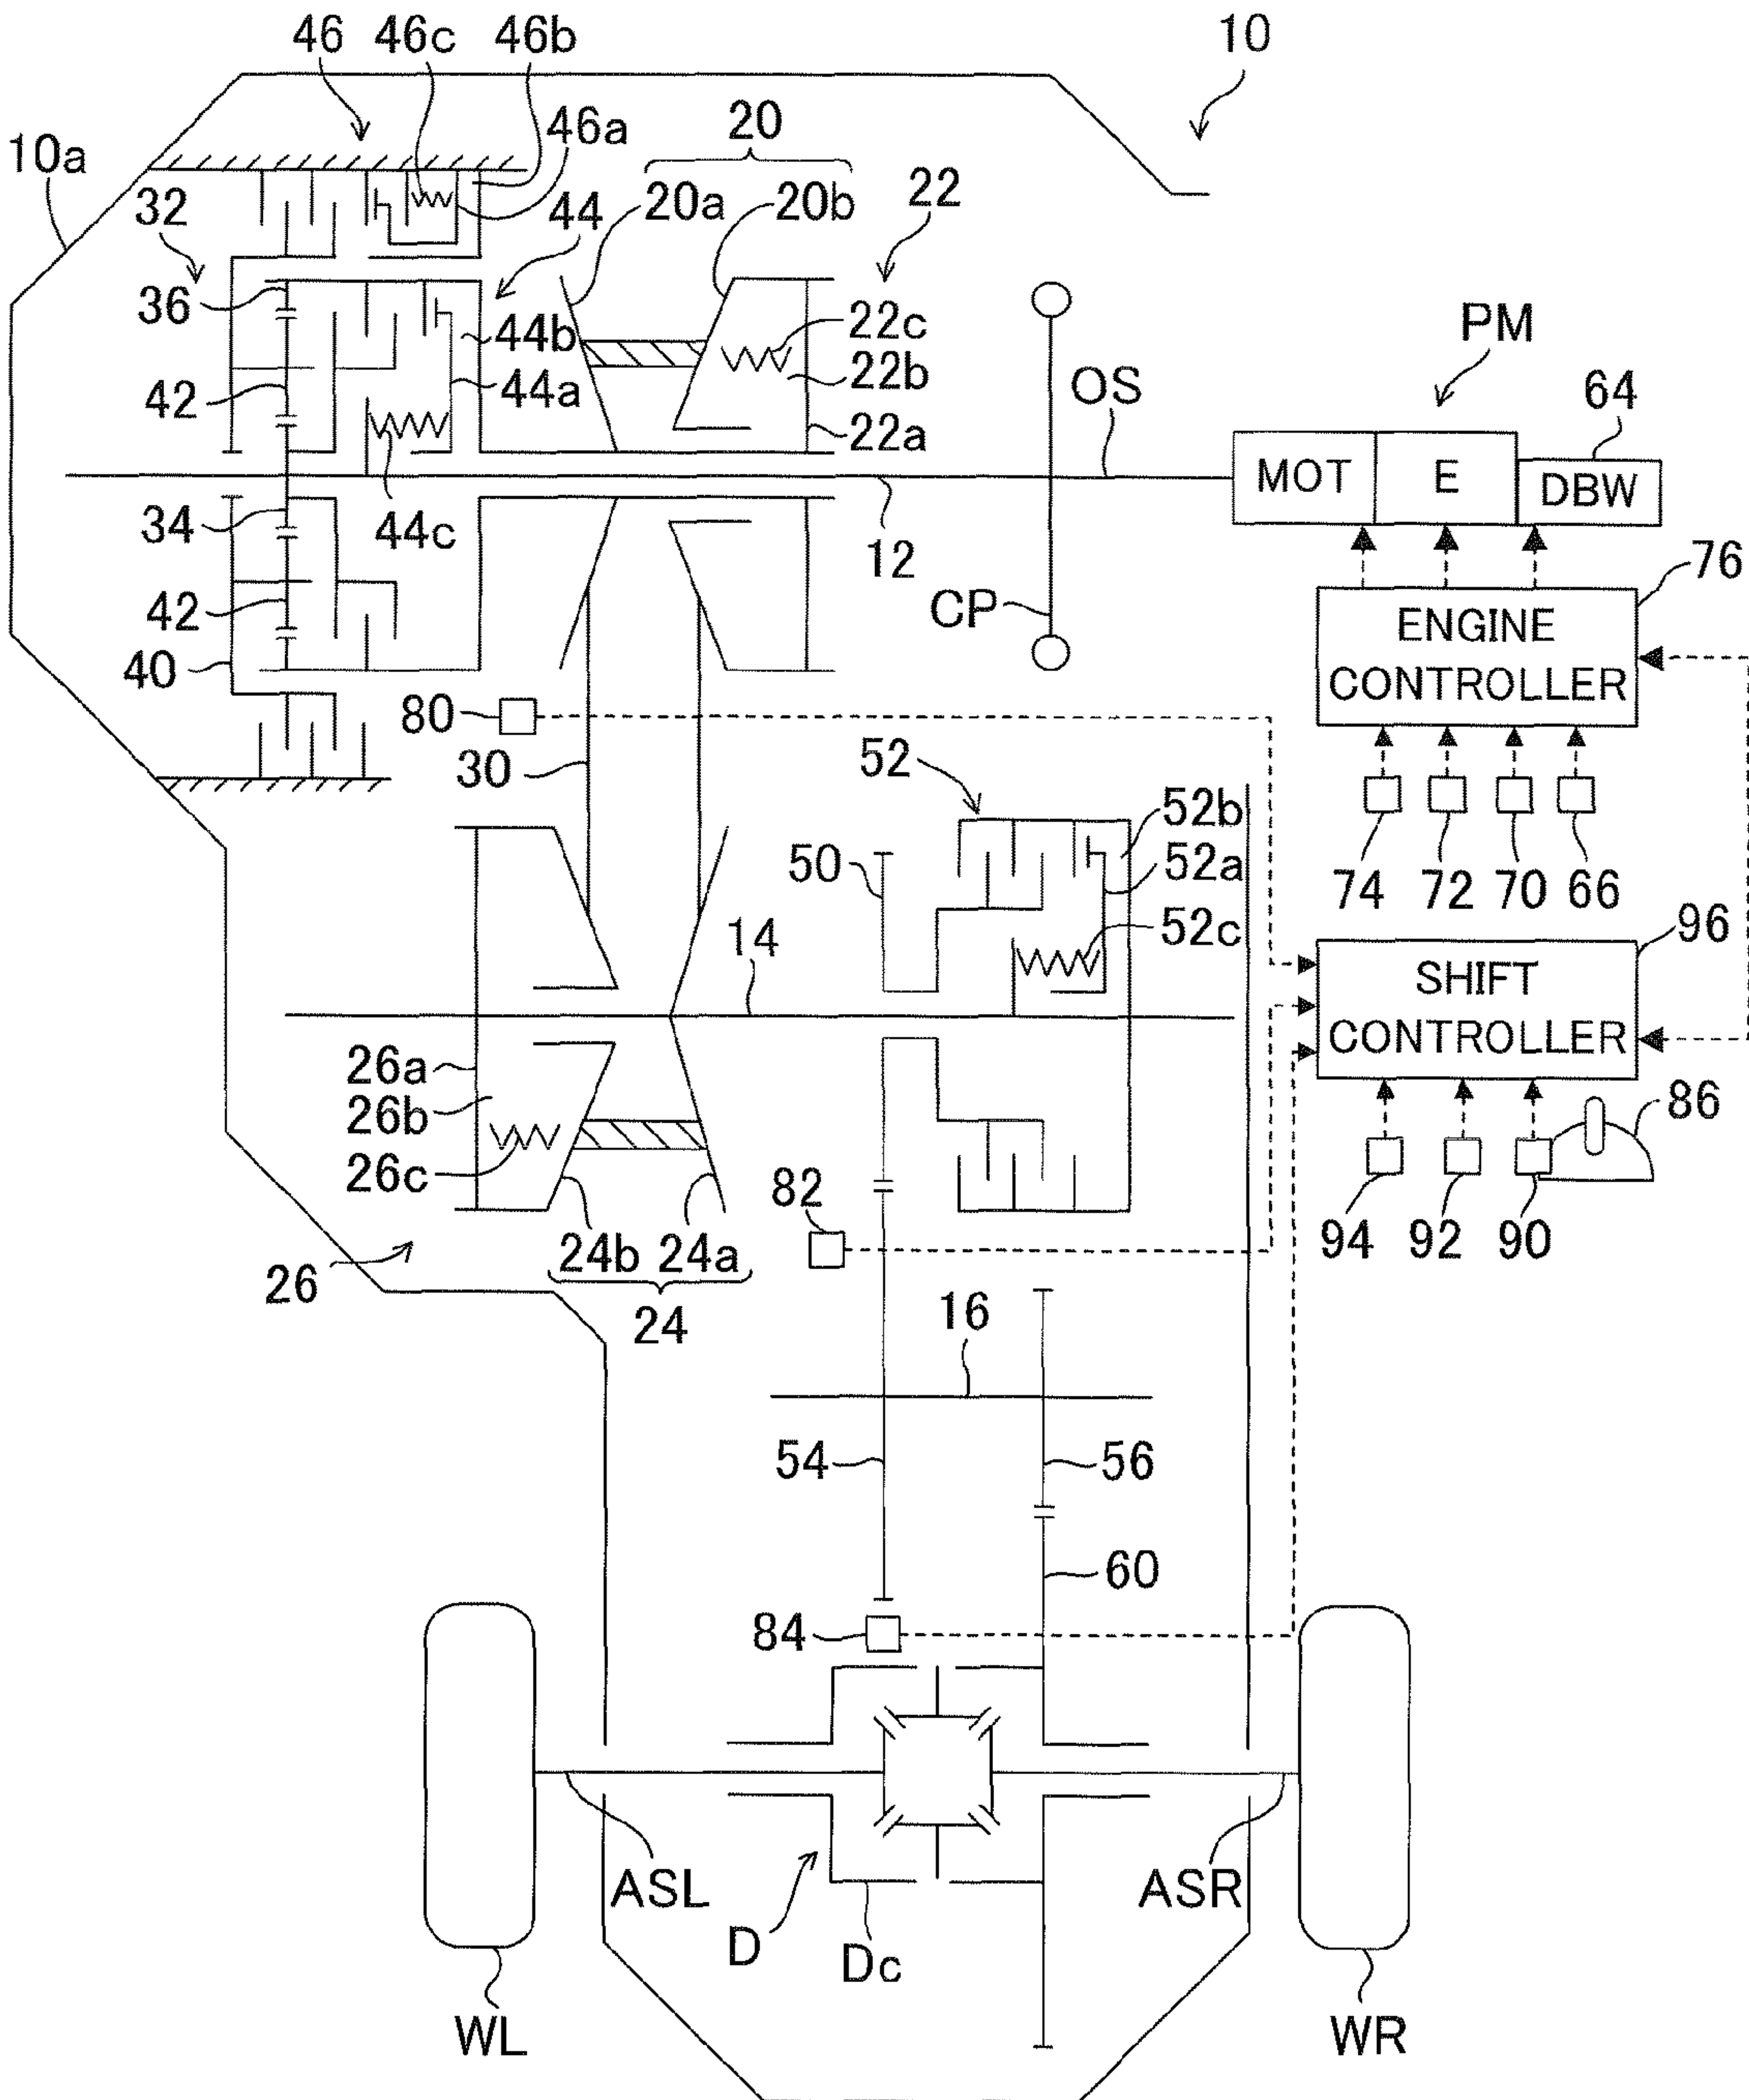 46 46c 46b 10
10a 46a 20
32 44 20a 20b 22
36 44b 22c PM
42 44a 22b OS 64
22a
MOT E DBW
34 44c 12 76
42 CP ENGINE
40 CONTROLLER
80
30 52 52b
50 52a 74 72 70 66
14 52c 96
SHIFT
26a CONTROLLER
26b 86
26c 82
24b 24a 94 92 90
26
24 16
54 56
60
84
ASL ASR
D Dc
WL WR